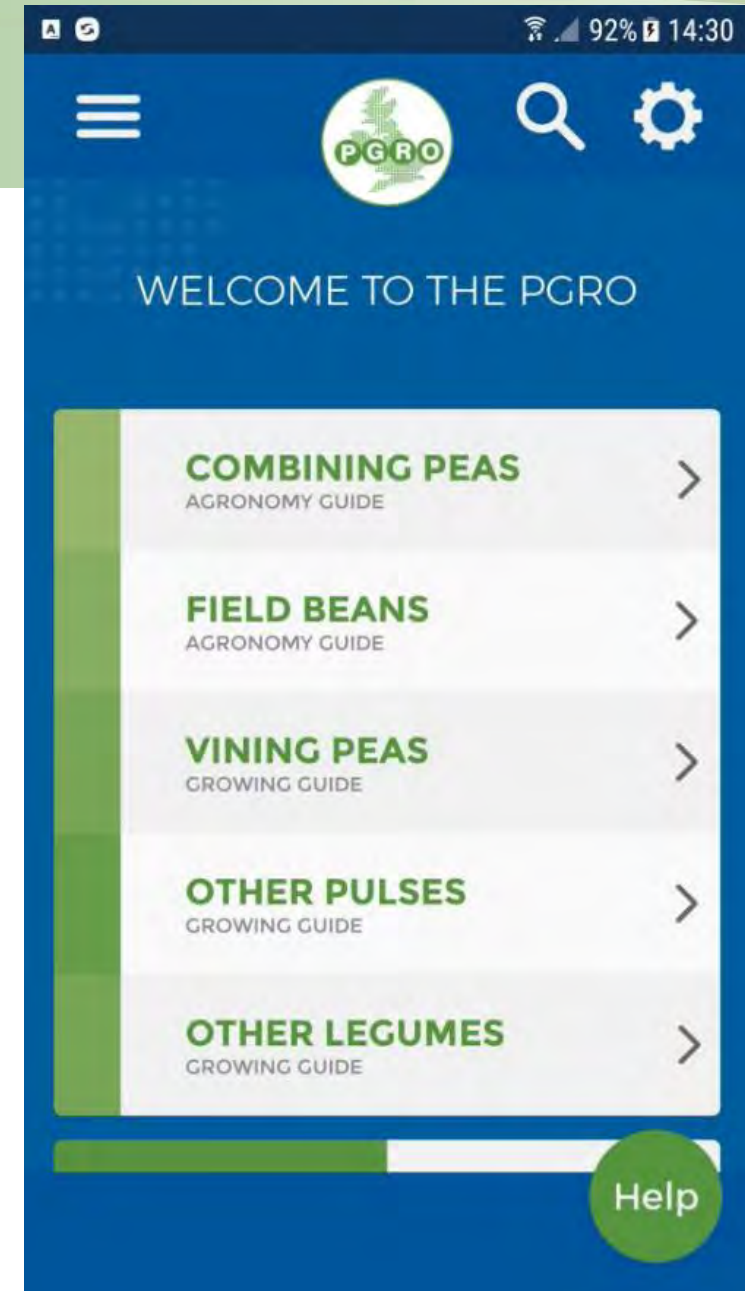 92% 14:30
PGRO
WELCOME TO THE PGRO
COMBINING PEAS
AGRONOMY GUIDE
FIELD BEANS
AGRONOMY GUIDE
VINING PEAS
GROWING GUIDE
OTHER PULSES
GROWING GUIDE
OTHER LEGUMES
GROWING GUIDE
Help